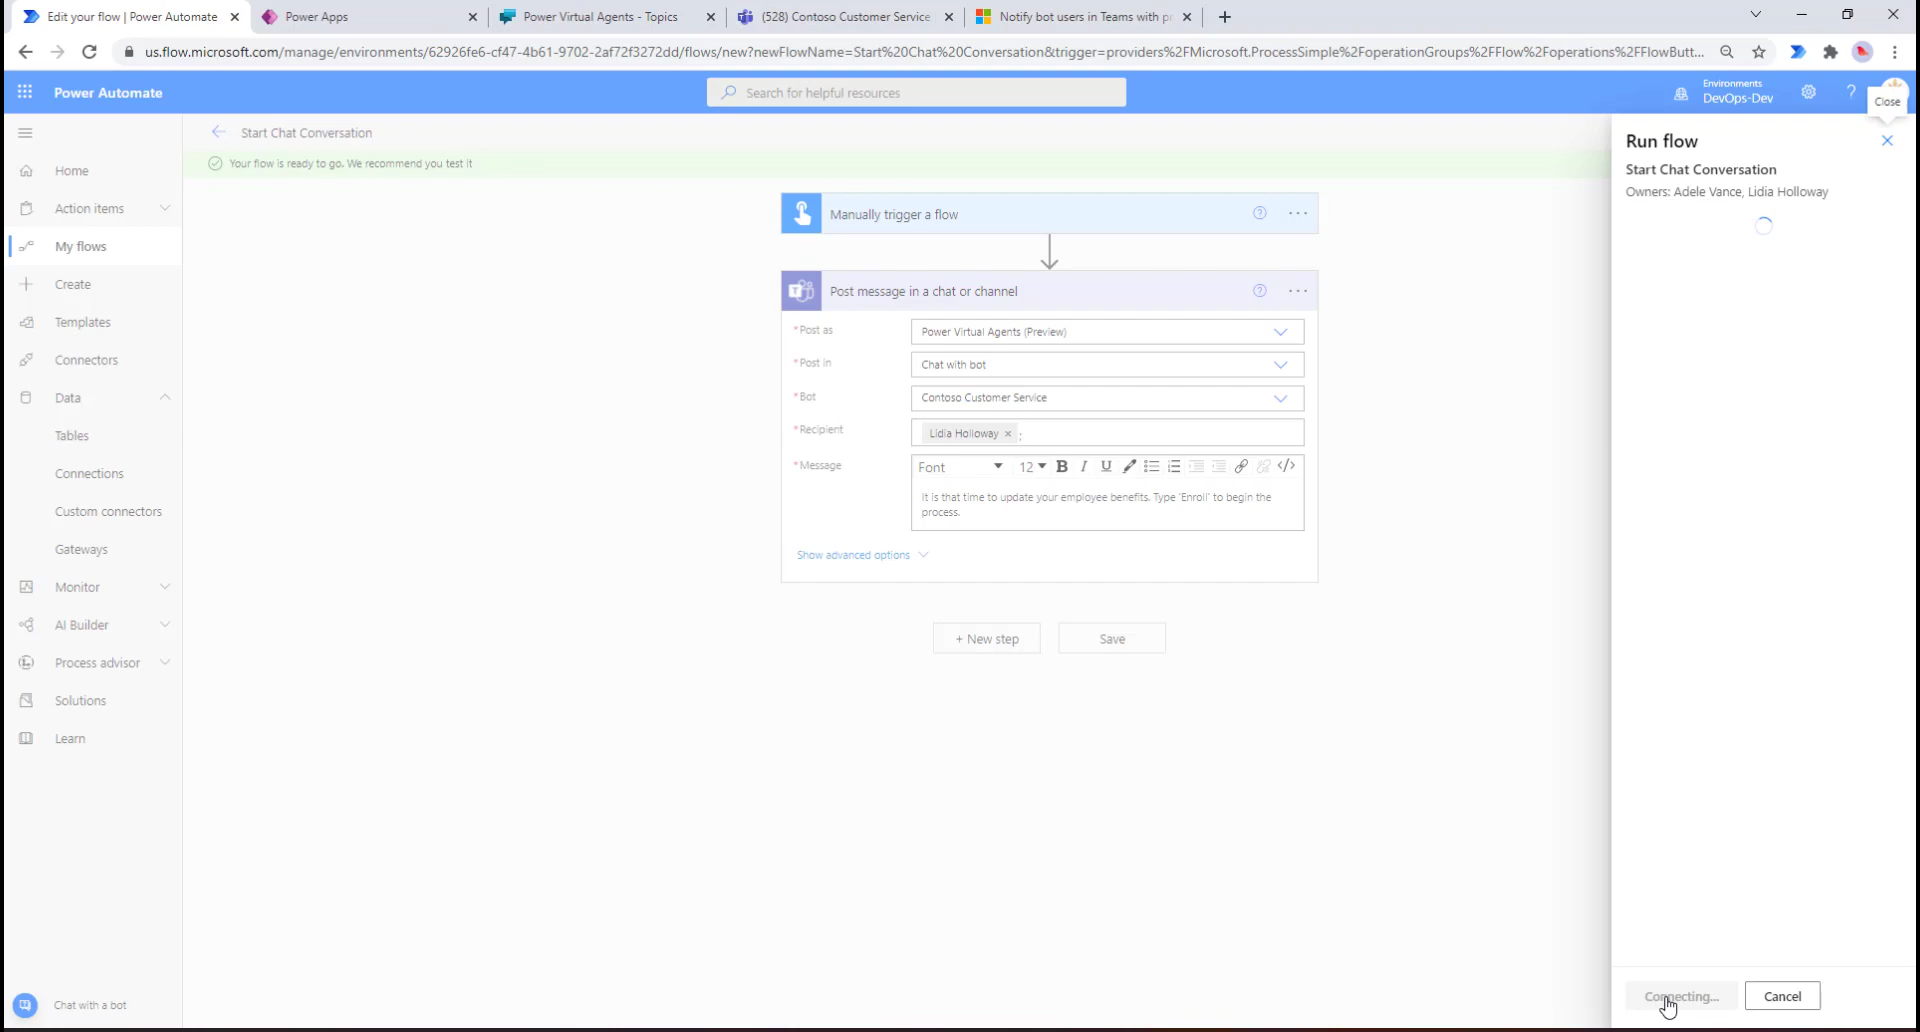 Edit your flow | Power Automate
Power Apps
Power Virtual Agents - Topics
(528) Contoso Customer Service
Notify bot users in Teams with pr
us.flow.microsoft.com/manage/environments/62926fe6-cf47-4b61-9702-2af72f3272dd/flows/new?newFlowName=Start%20Chat%20Conversation&trigger=providers%2FMicrosoft.ProcessSimple%2FoperationGroups%2FFlow%2Foperations%2FFlowButt...
Power Automate
Search for helpful resources
Environments
DevOps-Dev
?
Close
Start Chat Conversation
Your flow is ready to go. We recommend you test it
Home
Action items
My flows
Create
Templates
Connectors
Data
Tables
Connections
Custom connectors
Gateways
Monitor
AI Builder
Process advisor
Solutions
Learn
Chat with a bot
Manually trigger a flow
Post message in a chat or channel
*Post as
Power Virtual Agents (Preview)
*Post in
Chat with bot
*Bot
Contoso Customer Service
*Recipient
Lidia Holloway × ;
*Message
Font 12 B I U </>
It is that time to update your employee benefits. Type 'Enroll' to begin the
process.
Show advanced options
+ New step
Save
Run flow
Start Chat Conversation
Owners: Adele Vance, Lidia Holloway
Connecting...
Cancel